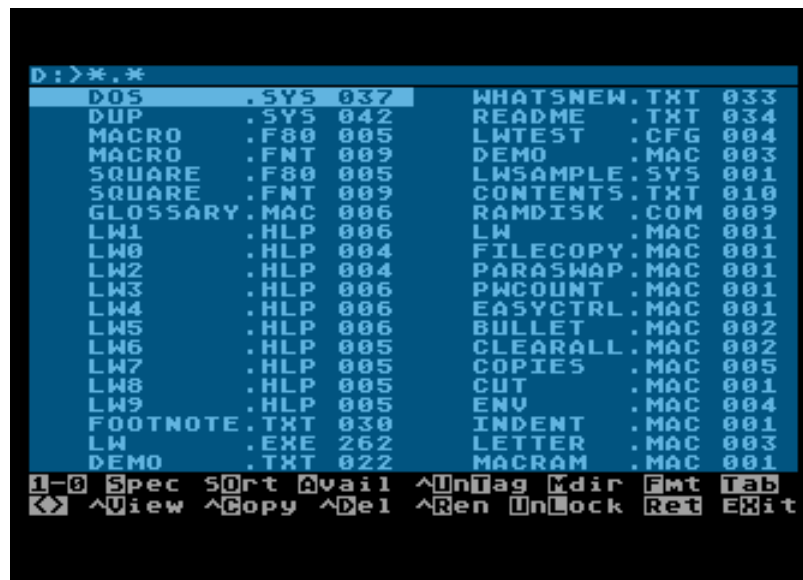 D:>*.*
DOS     .SYS 037   WHATSNEW.TXT 033
DUP     .SYS 042   README  .TXT 034
MACRO   .F80 005   LWTEST  .CFG 004
MACRO   .FNT 009   DEMO    .MAC 003
SQUARE  .F80 005   LWSAMPLE.SYS 001
SQUARE  .FNT 009   CONTENTS.TXT 010
GLOSSARY.MAC 006   RAMDISK .COM 009
LW1     .HLP 006   LW      .MAC 001
LW0     .HLP 004   FILECOPY.MAC 001
LW2     .HLP 004   PARASWAP.MAC 001
LW3     .HLP 006   PWCOUNT .MAC 001
LW4     .HLP 006   EASYCTRL.MAC 001
LW5     .HLP 006   BULLET  .MAC 002
LW6     .HLP 005   CLEARALL.MAC 002
LW7     .HLP 005   COPIES  .MAC 005
LW8     .HLP 005   CUT     .MAC 001
LW9     .HLP 005   ENV     .MAC 004
FOOTNOTE.TXT 030   INDENT  .MAC 001
LW      .EXE 262   LETTER  .MAC 003
DEMO    .TXT 022   MACRAM  .MAC 001
1-0 Spec SOrt Avail ^UnTag Mdir Fmt Tab
<> ^View ^Copy ^Del ^Ren UnLock Ret EXit